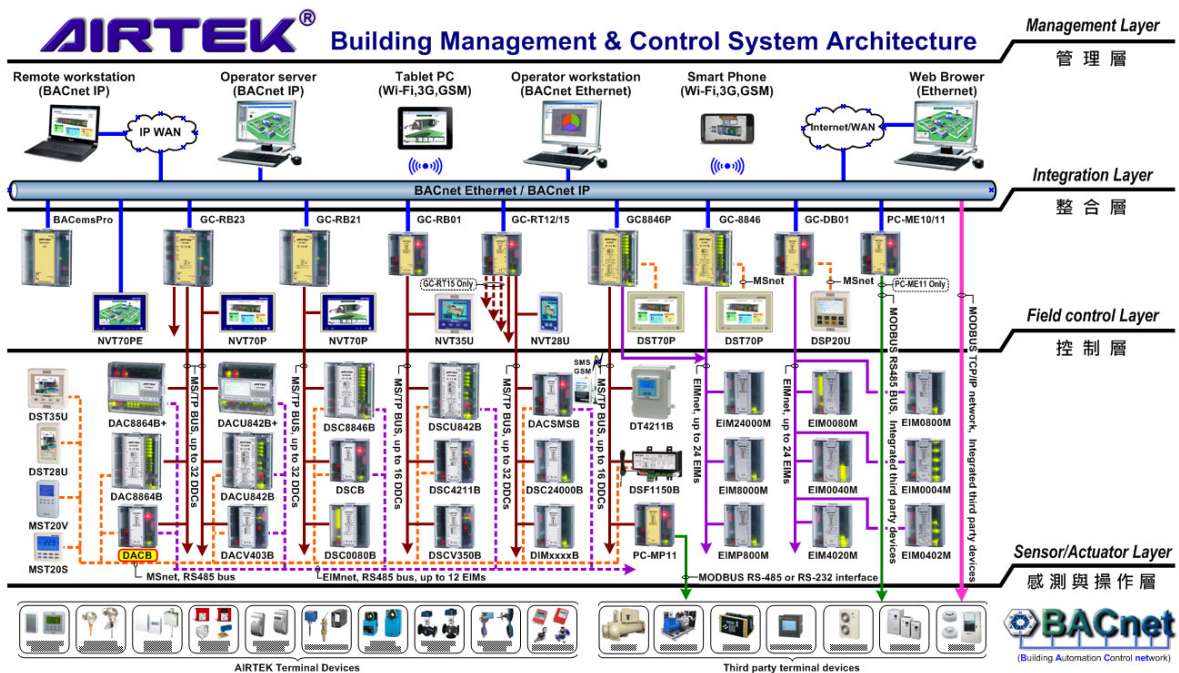 AIRTEK®
Building Management & Control System Architecture
Management Layer
管理層
Remote workstation
(BACnet IP)
Operator server
(BACnet IP)
Tablet PC
(Wi-Fi,3G,GSM)
Operator workstation
(BACnet Ethernet)
Smart Phone
(Wi-Fi,3G,GSM)
Web Brower
(Ethernet)
IP WAN
Internet/WAN
BACnet Ethernet / BACnet IP
Integration Layer
整合層
BACemsPro
GC-RB23
GC-RB21
GC-RB01
GC-RT12/15
GC8846P
GC-8846
GC-DB01
PC-ME10/11
GC-RT15 Only
MSnet
MSnet
PC-ME11 Only
NVT70PE
NVT70P
NVT70P
NVT35U
NVT28U
DST70P
DST70P
DSP20U
Field control Layer
控制層
MS/TP BUS, up to 32 DDCs
MS/TP BUS, up to 32 DDCs
MS/TP BUS, up to 16 DDCs
MS/TP BUS, up to 32 DDCs
MS/TP BUS, up to 16 DDCs
EIMnet, up to 24 EIMs
EIMnet, up to 24 EIMs
MODBUS RS485 BUS, Integrated third party devices
MODBUS TCP/IP network, Integrated third party devices
SMS
GSM
DST35U
DAC8864B+
DACU842B+
DSC8846B
DSCU842B
DACSMSB
DT4211B
EIM24000M
EIM0080M
EIM0800M
DST28U
DAC8864B
DACU842B
DSCB
DSC4211B
DSC24000B
DSF1150B
EIM8000M
EIM0040M
EIM0004M
MST20V
MST20S
DACB
DACV403B
DSC0080B
DSCV350B
DIMxxxxB
PC-MP11
EIMP800M
EIM4020M
EIM0402M
MSnet, RS485 bus
EIMnet, RS485 bus, up to 12 EIMs
MODBUS RS-485 or RS-232 interface
Sensor/Actuator Layer
感測與操作層
AIRTEK Terminal Devices
Third party terminal devices
BACnet
(Building Automation Control network)